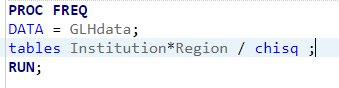 PROC FREQ
DATA = GLHdata;
tables Institution*Region / chisq ;
RUN;